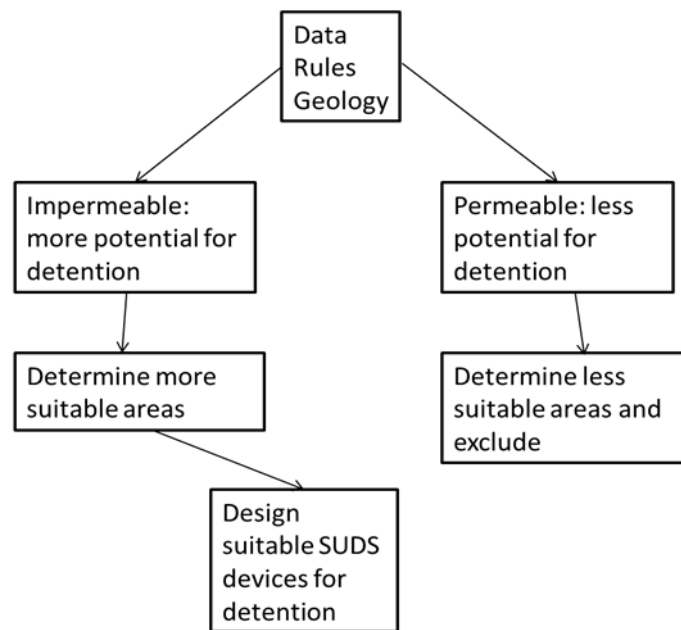 Data
Rules
Geology
Impermeable:
more potential for
detention
Permeable: less
potential for
detention
Determine more
suitable areas
Determine less
suitable areas and
exclude
Design
suitable SUDS
devices for
detention